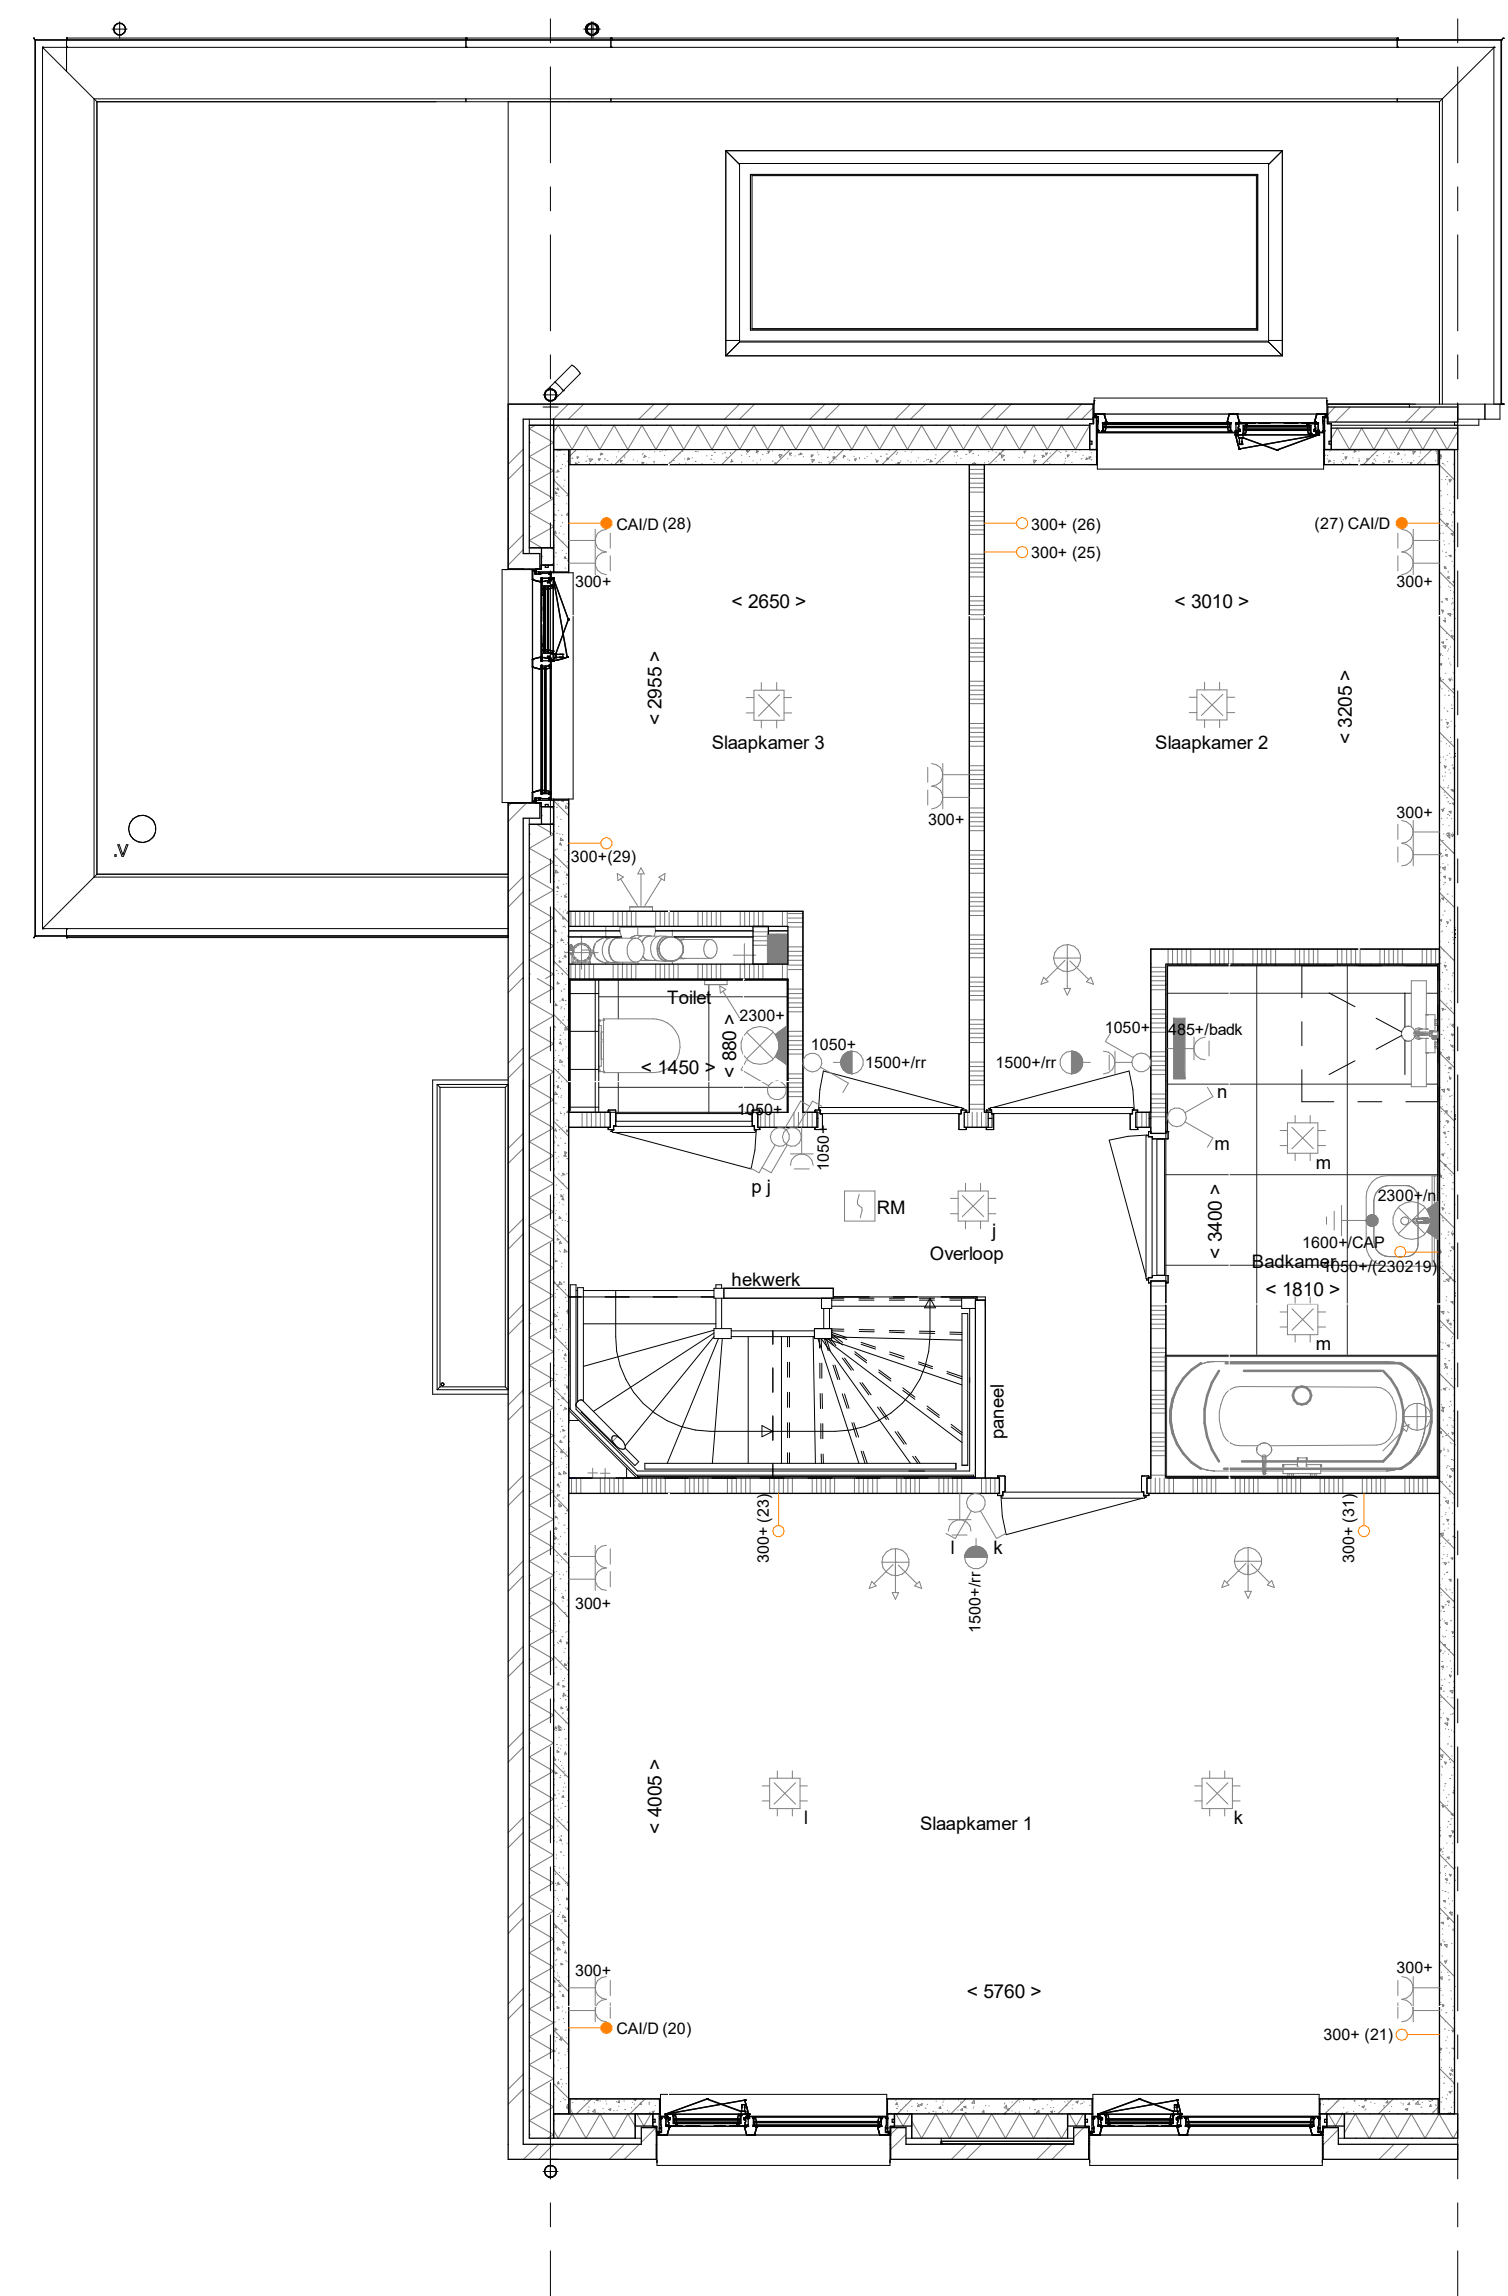 CAI/D (28)
300+
300+ (26)
300+ (25)
(27) CAI/D
300+
< 2650 >
< 3010 >
< 2955 >
< 3205 >
Slaapkamer 3
Slaapkamer 2
300+
300+
.V
300+(29)
Toilet
2300+
< 880 >
< 1450 >
1050+
1050+
1500+/rr
1500+/rr
1050+
485+/badk
n
m
m
1050+
p j
RM
j
Overloop
2300+/n
< 3400 >
1600+/CAP
Badkamer
1050+/(230219)
< 1810 >
m
hekwerk
paneel
300+ (23)
l
k
1500+/rr
300+ (31)
300+
< 4005 >
l
k
Slaapkamer 1
300+
300+
< 5760 >
CAI/D (20)
300+ (21)